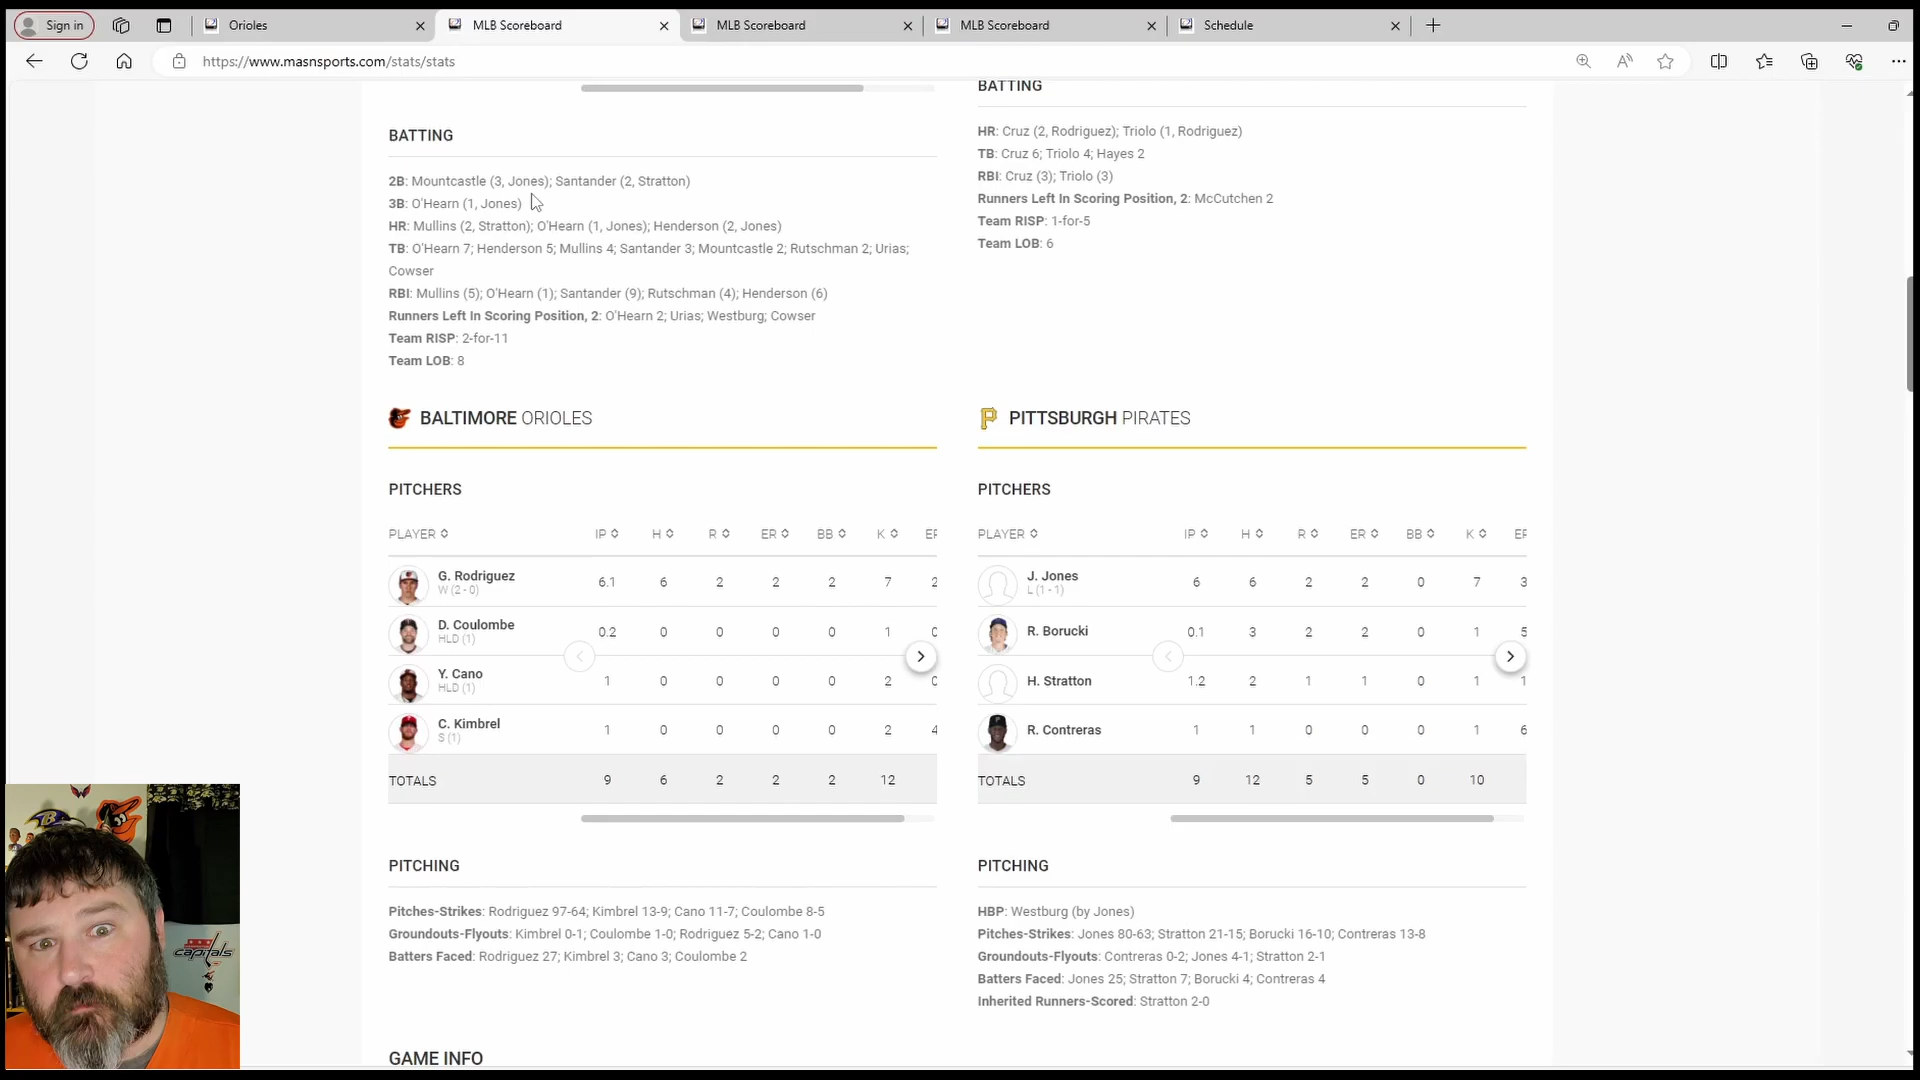 Sign in
Orioles
MLB Scoreboard
MLB Scoreboard
MLB Scoreboard
Schedule
https://www.masnsports.com/stats/stats
BATTING
2B: Mountcastle (3, Jones); Santander (2, Stratton)
3B: O'Hearn (1, Jones)
HR: Mullins (2, Stratton); O'Hearn (1, Jones); Henderson (2, Jones)
TB: O'Hearn 7; Henderson 5; Mullins 4; Santander 3; Mountcastle 2; Rutschman 2; Urias;
Cowser
RBI: Mullins (5); O'Hearn (1); Santander (9); Rutschman (4); Henderson (6)
Runners Left In Scoring Position, 2: O'Hearn 2; Urias; Westburg; Cowser
Team RISP: 2-for-11
Team LOB: 8
BATTING
HR: Cruz (2, Rodriguez); Triolo (1, Rodriguez)
TB: Cruz 6; Triolo 4; Hayes 2
RBI: Cruz (3); Triolo (3)
Runners Left In Scoring Position, 2: McCutchen 2
Team RISP: 1-for-5
Team LOB: 6
BALTIMORE ORIOLES
PITCHERS
PLAYER IP H R ER BB K ER
G. Rodriguez 6.1 6 2 2 2 7 2
W (2 - 0)
D. Coulombe 0.2 0 0 0 0 1 0
HLD (1)
Y. Cano 1 0 0 0 0 2 0
HLD (1)
C. Kimbrel 1 0 0 0 0 2 4
S (1)
TOTALS 9 6 2 2 2 12
PITCHING
Pitches-Strikes: Rodriguez 97-64; Kimbrel 13-9; Cano 11-7; Coulombe 8-5
Groundouts-Flyouts: Kimbrel 0-1; Coulombe 1-0; Rodriguez 5-2; Cano 1-0
Batters Faced: Rodriguez 27; Kimbrel 3; Cano 3; Coulombe 2
PITTSBURGH PIRATES
PITCHERS
PLAYER IP H R ER BB K ER
J. Jones 6 6 2 2 0 7 3
L (1 - 1)
R. Borucki 0.1 3 2 2 0 1 5
H. Stratton 1.2 2 1 1 0 1 1
R. Contreras 1 1 0 0 0 1 6
TOTALS 9 12 5 5 0 10
PITCHING
HBP: Westburg (by Jones)
Pitches-Strikes: Jones 80-63; Stratton 21-15; Borucki 16-10; Contreras 13-8
Groundouts-Flyouts: Contreras 0-2; Jones 4-1; Stratton 2-1
Batters Faced: Jones 25; Stratton 7; Borucki 4; Contreras 4
Inherited Runners-Scored: Stratton 2-0
GAME INFO
capitals